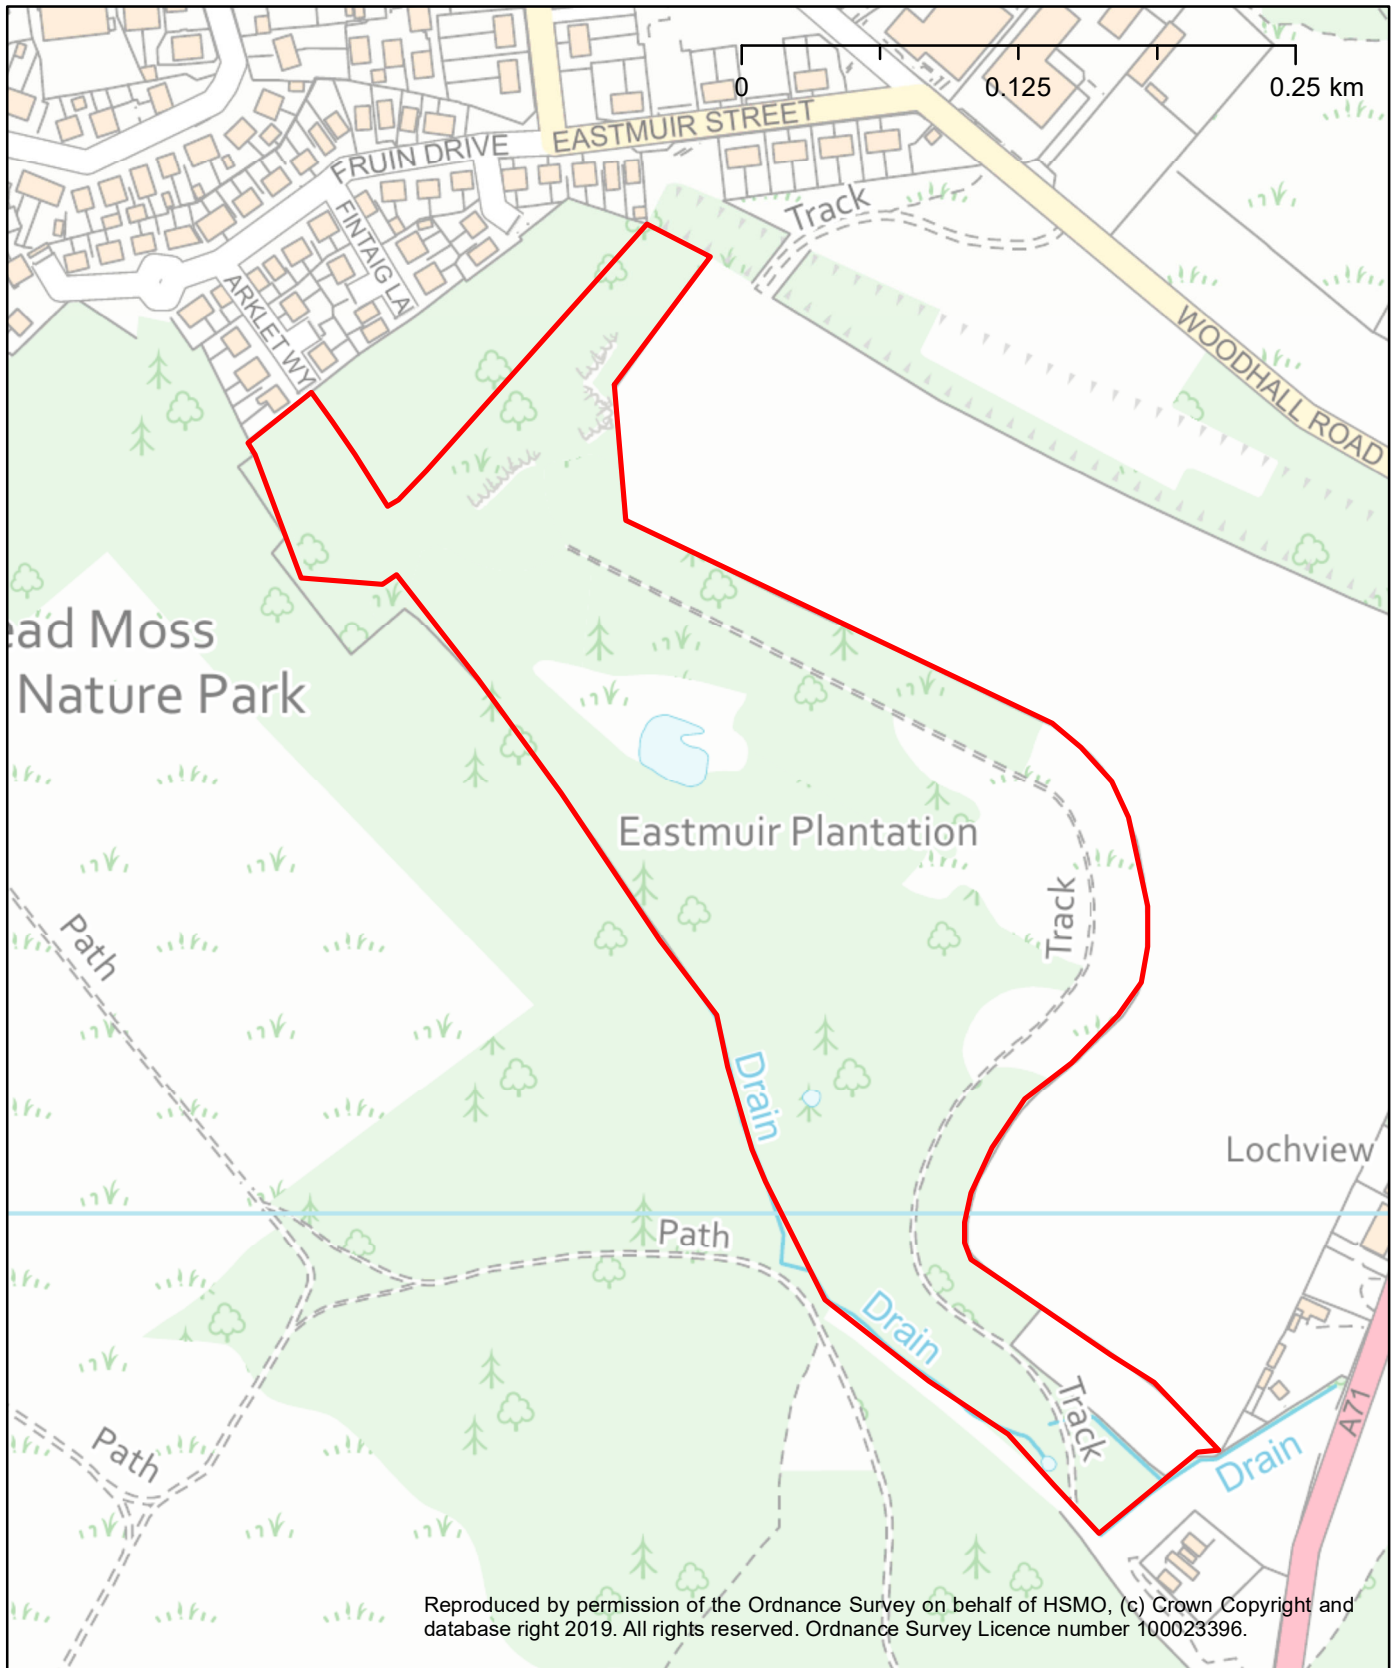 0 0.125 0.25 km
EASTMUIR STREET
FRUIN DRIVE
FINTAIG LA
ARKLET WY
Track
WOODHALL ROAD
ead Moss
Nature Park
Eastmuir Plantation
Track
Path
Drain
Lochview
Path
Drain
Track
A71
Path
Drain
Reproduced by permission of the Ordnance Survey on behalf of HSMO, (c) Crown Copyright and
database right 2019. All rights reserved. Ordnance Survey Licence number 100023396.